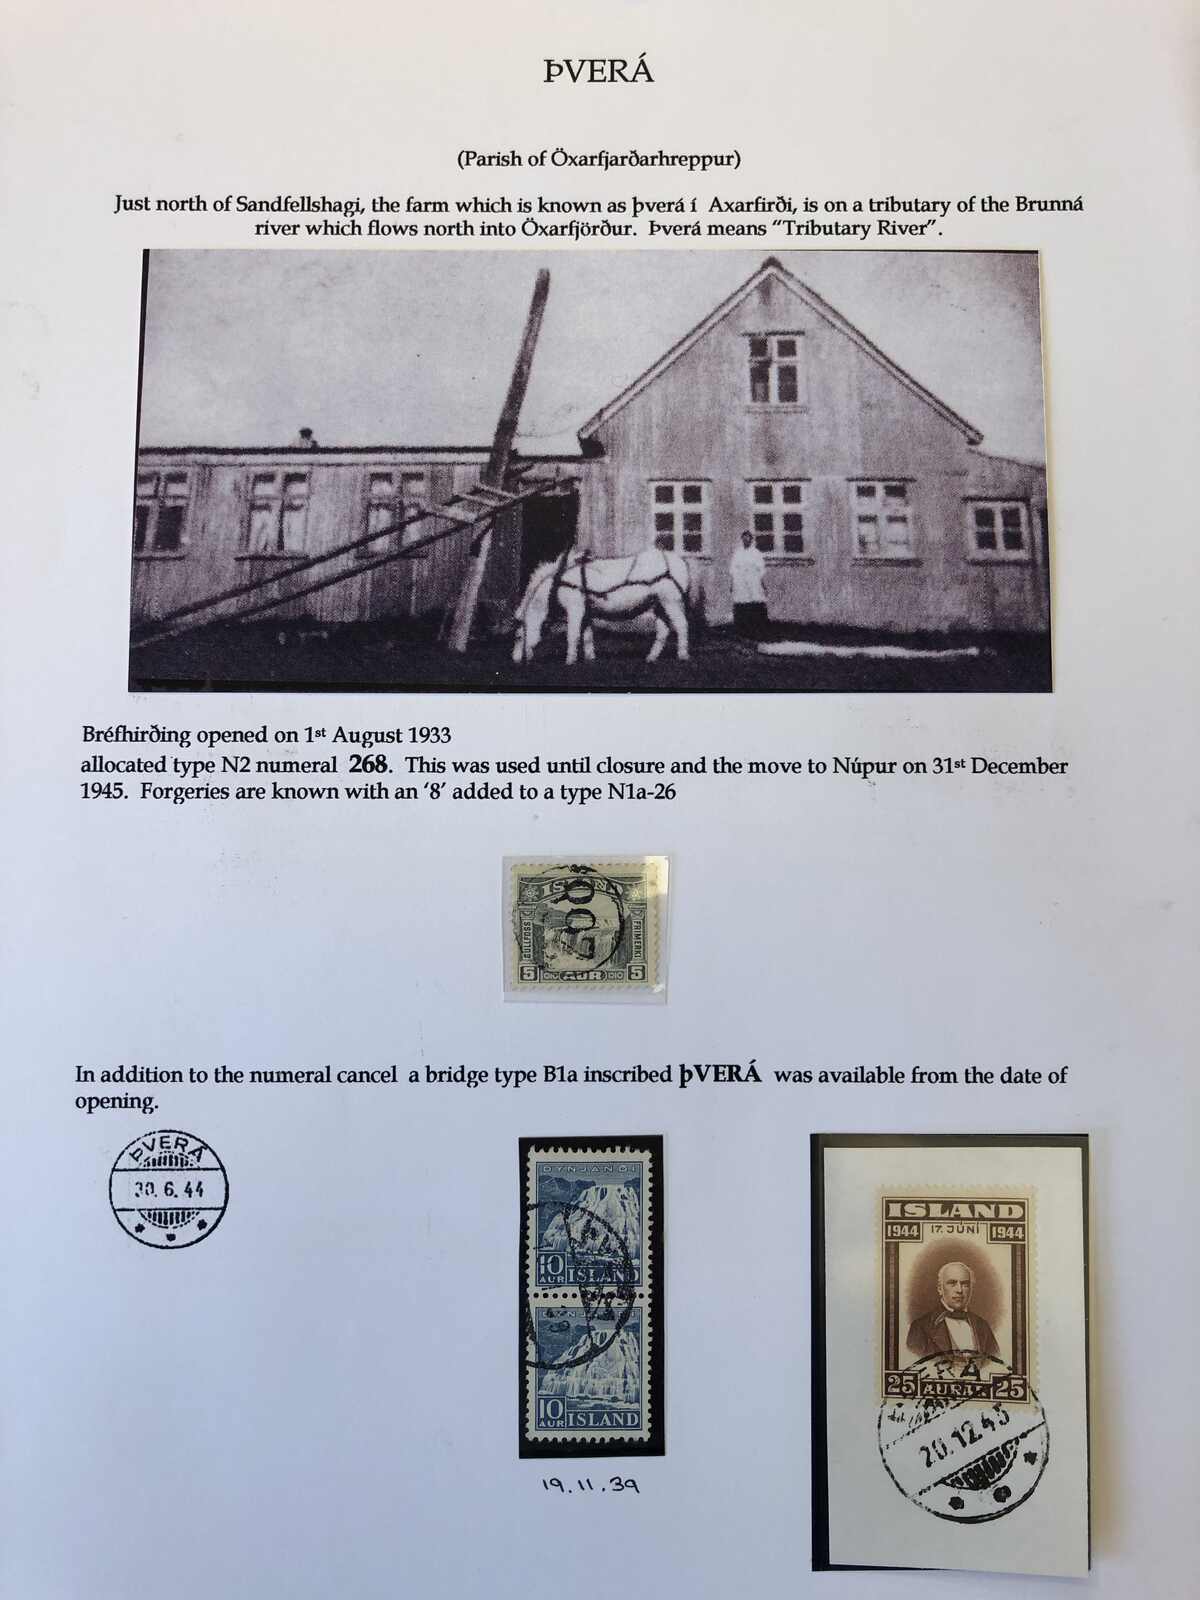 ÞVERÁ
(Parish of Öxarfjarðarhreppur)
Just north of Sandfellshagi, the farm which is known as þverá í Axarfirði, is on a tributary of the Brunná
river which flows north into Öxarfjörður. Þverá means “Tributary River”.
Bréfhirðing opened on 1st August 1933
allocated type N2 numeral 268. This was used until closure and the move to Núpur on 31st December
1945. Forgeries are known with an ‘8’ added to a type N1a-26
ISLAND
GULLFOSS
FRIMERKI
5 AUR 5
In addition to the numeral cancel a bridge type B1a inscribed þVERÁ was available from the date of
opening.
ÞVERÁ
30.6.44
DYNJANDI
10
AUR ISLAND
DYNJANDI
10
AUR ISLAND
19.11.39
ISLAND
1944 17. JÚNÍ 1944
25 AURAR 25
20.12.45